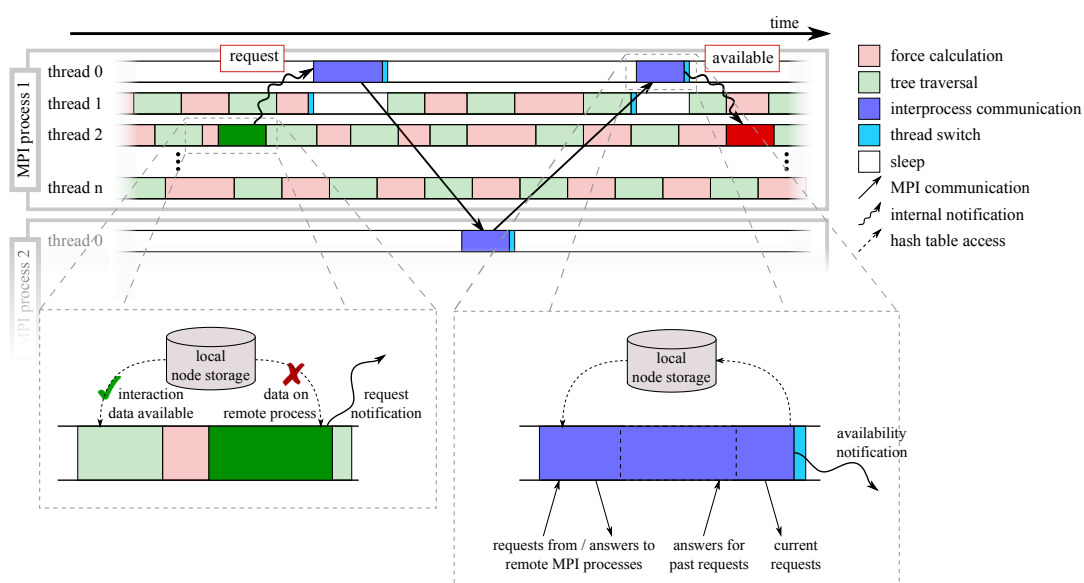 time
request
available
MPI process 1
thread 0
thread 1
thread 2
thread n
MPI process 2
thread 0
force calculation
tree traversal
interprocess communication
thread switch
sleep
MPI communication
internal notification
hash table access
local
node storage
interaction
data available
data on
remote process
request
notification
local
node storage
availability
notification
requests from / answers to
remote MPI processes
answers for
past requests
current
requests